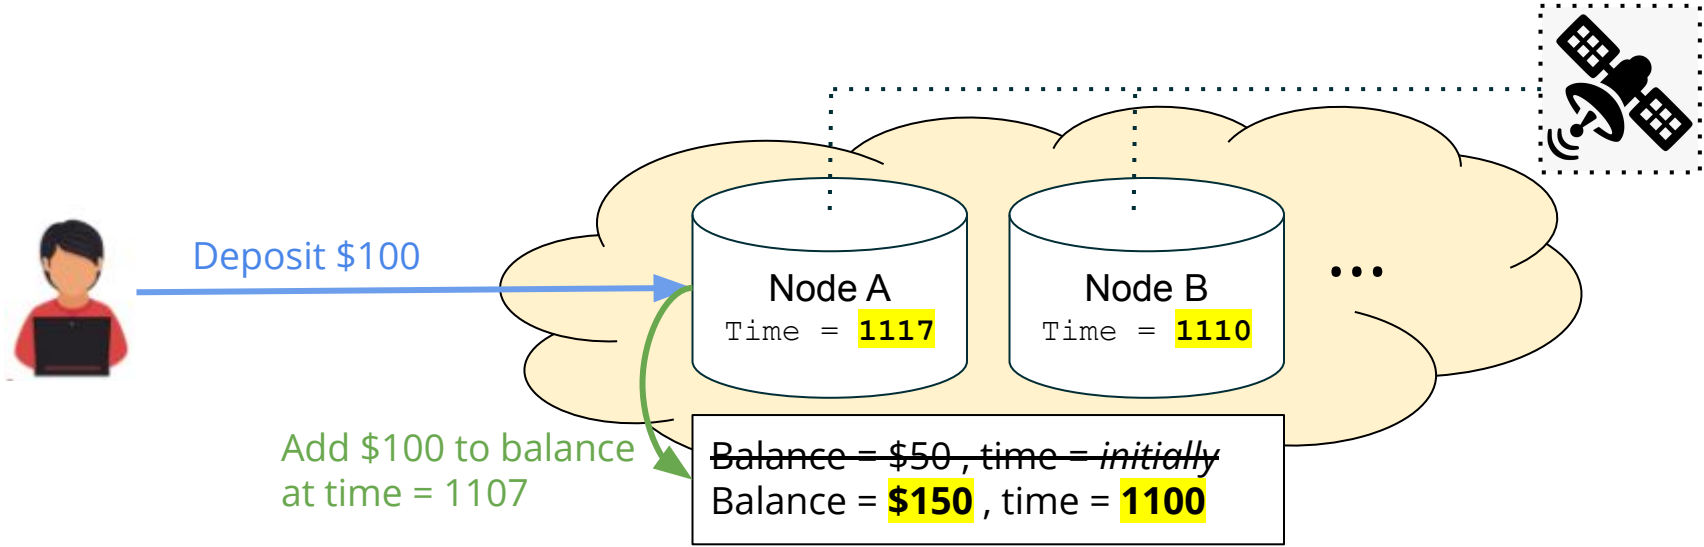 Deposit $100
Node A
Time = 1117
Node B
Time = 1110
...
Add $100 to balance
at time = 1107
Balance = $50 , time = initially
Balance = $150 , time = 1100